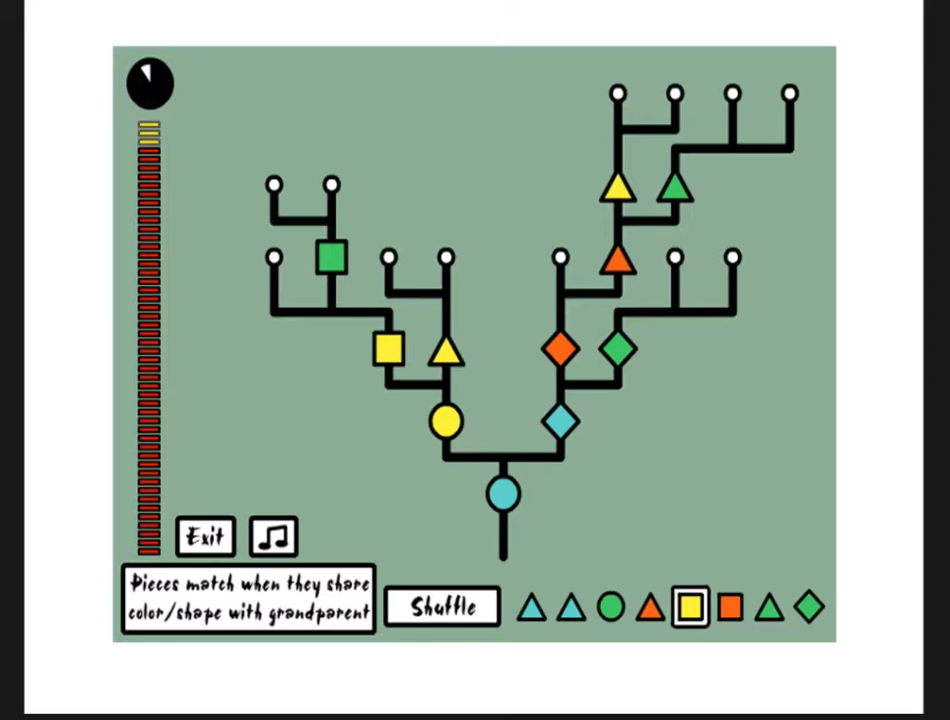 Exit
Pieces match when they share
color/shape with grandparent
Shuffle